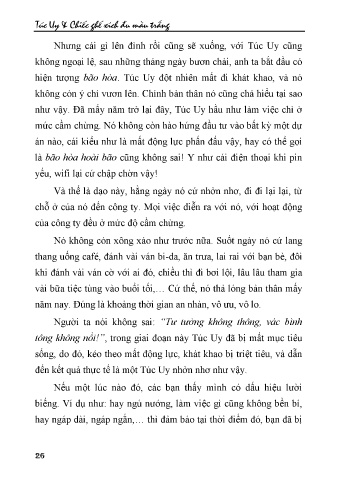 Túc Uy & Chiếc ghế xích đu màu trắng
Nhưng cái gì lên đỉnh rồi cũng sẽ xuống, với Túc Uy cũng
không ngoại lệ, sau những tháng ngày bươn chải, anh ta bắt đầu có
hiện tượng bão hòa. Túc Uy đột nhiên mất đi khát khao, và nó
không còn ý chí vươn lên. Chính bản thân nó cũng chả hiểu tại sao
như vậy. Đã mấy năm trở lại đây, Túc Uy hầu như làm việc chỉ ở
mức cầm chừng. Nó không còn hào hứng đầu tư vào bất kỳ một dự
án nào, cái kiểu như là mất động lực phấn đấu vậy, hay có thể gọi
là bão hòa hoài bão cũng không sai! Y như cái điện thoại khi pin
yếu, wifi lại cứ chập chờn vậy!
Và thế là dạo này, hằng ngày nó cứ nhởn nhơ, đi đi lại lại, từ
chỗ ở của nó đến công ty. Mọi việc diễn ra với nó, với hoạt động
của công ty đều ở mức độ cầm chừng.
Nó không còn xông xáo như trước nữa. Suốt ngày nó cứ lang
thang uống café, đánh vài ván bi-da, ăn trưa, lai rai với bạn bè, đôi
khi đánh vài ván cờ với ai đó, chiều thì đi bơi lội, lâu lâu tham gia
vài bữa tiệc tùng vào buổi tối,… Cứ thế, nó thả lỏng bản thân mấy
năm nay. Đúng là khoảng thời gian an nhàn, vô ưu, vô lo.
Người ta nói không sai: “Tư tưởng không thông, vác bình
tông không nổi!”, trong giai đoạn này Túc Uy đã bị mất mục tiêu
sống, do đó, kéo theo mất động lực, khát khao bị triệt tiêu, và dẫn
đến kết quả thực tế là một Túc Uy nhởn nhơ như vậy.
Nếu một lúc nào đó, các bạn thấy mình có dấu hiệu lười
biếng. Ví dụ như: hay ngủ nướng, làm việc gì cũng không bền bỉ,
hay ngáp dài, ngáp ngắn,… thì đảm bảo tại thời điểm đó, bạn đã bị
26